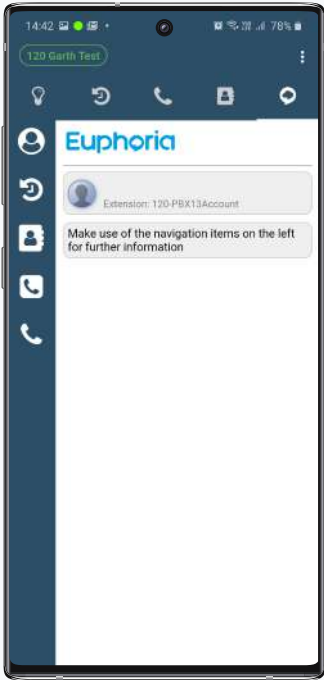 14:42
78%
120 Garth Test
Euphoria
Extension: 120-PBX13Account
Make use of the navigation items on the left
for further information